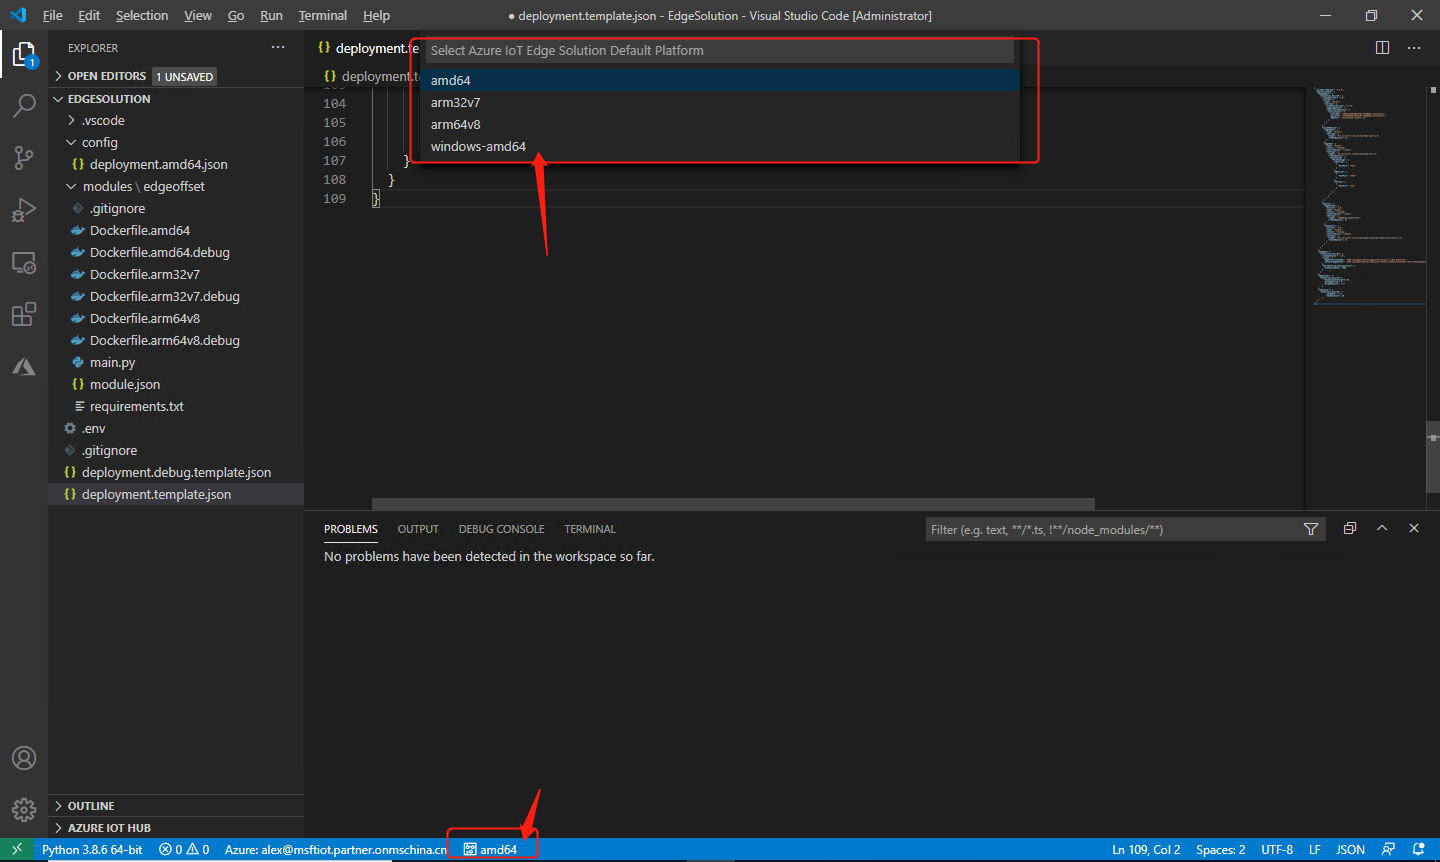 File Edit Selection View Go Run Terminal Help
● deployment.template.json - EdgeSolution - Visual Studio Code [Administrator]
EXPLORER
OPEN EDITORS 1 UNSAVED
EDGESOLUTION
.vscode
config
deployment.amd64.json
modules \ edgeoffset
.gitignore
Dockerfile.amd64
Dockerfile.amd64.debug
Dockerfile.arm32v7
Dockerfile.arm32v7.debug
Dockerfile.arm64v8
Dockerfile.arm64v8.debug
main.py
module.json
requirements.txt
.env
.gitignore
deployment.debug.template.json
deployment.template.json
OUTLINE
AZURE IOT HUB
1
{} deployment.te
{} deployment.t
Select Azure IoT Edge Solution Default Platform
amd64
arm32v7
arm64v8
windows-amd64
104
105
106
107 }
108 }
109 }
PROBLEMS OUTPUT DEBUG CONSOLE TERMINAL
Filter (e.g. text, **/*.ts, !**/node_modules/**)
No problems have been detected in the workspace so far.
Python 3.8.6 64-bit 0 0 Azure: alex@msftiot.partner.onmschina.cn amd64 Ln 109, Col 2 Spaces: 2 UTF-8 LF JSON